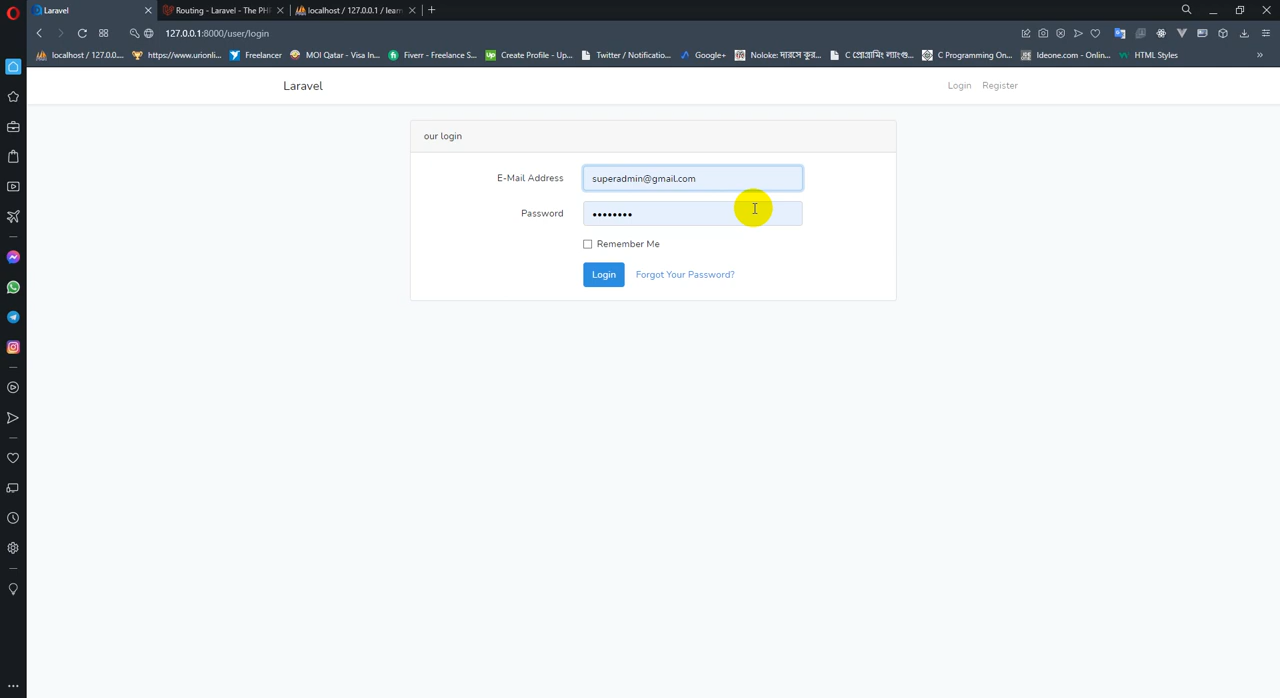 Laravel
Routing - Laravel - The PH
localhost / 127.0.0.1 / learn
127.0.0.1:8000/user/login
localhost / 127.0.0....
https://www.urionli...
Freelancer
MOI Qatar - Visa In...
Fiverr - Freelance S...
Up Create Profile - Up...
Twitter / Notificatio...
Google+
Noloke: দারসে কুর...
C প্রোগ্রামিং ল্যাংগু...
C Programming On...
Ideone.com - Onlin...
HTML Styles
Laravel
Login Register
our login
E-Mail Address superadmin@gmail.com
Password ••••••••
Remember Me
Login Forgot Your Password?